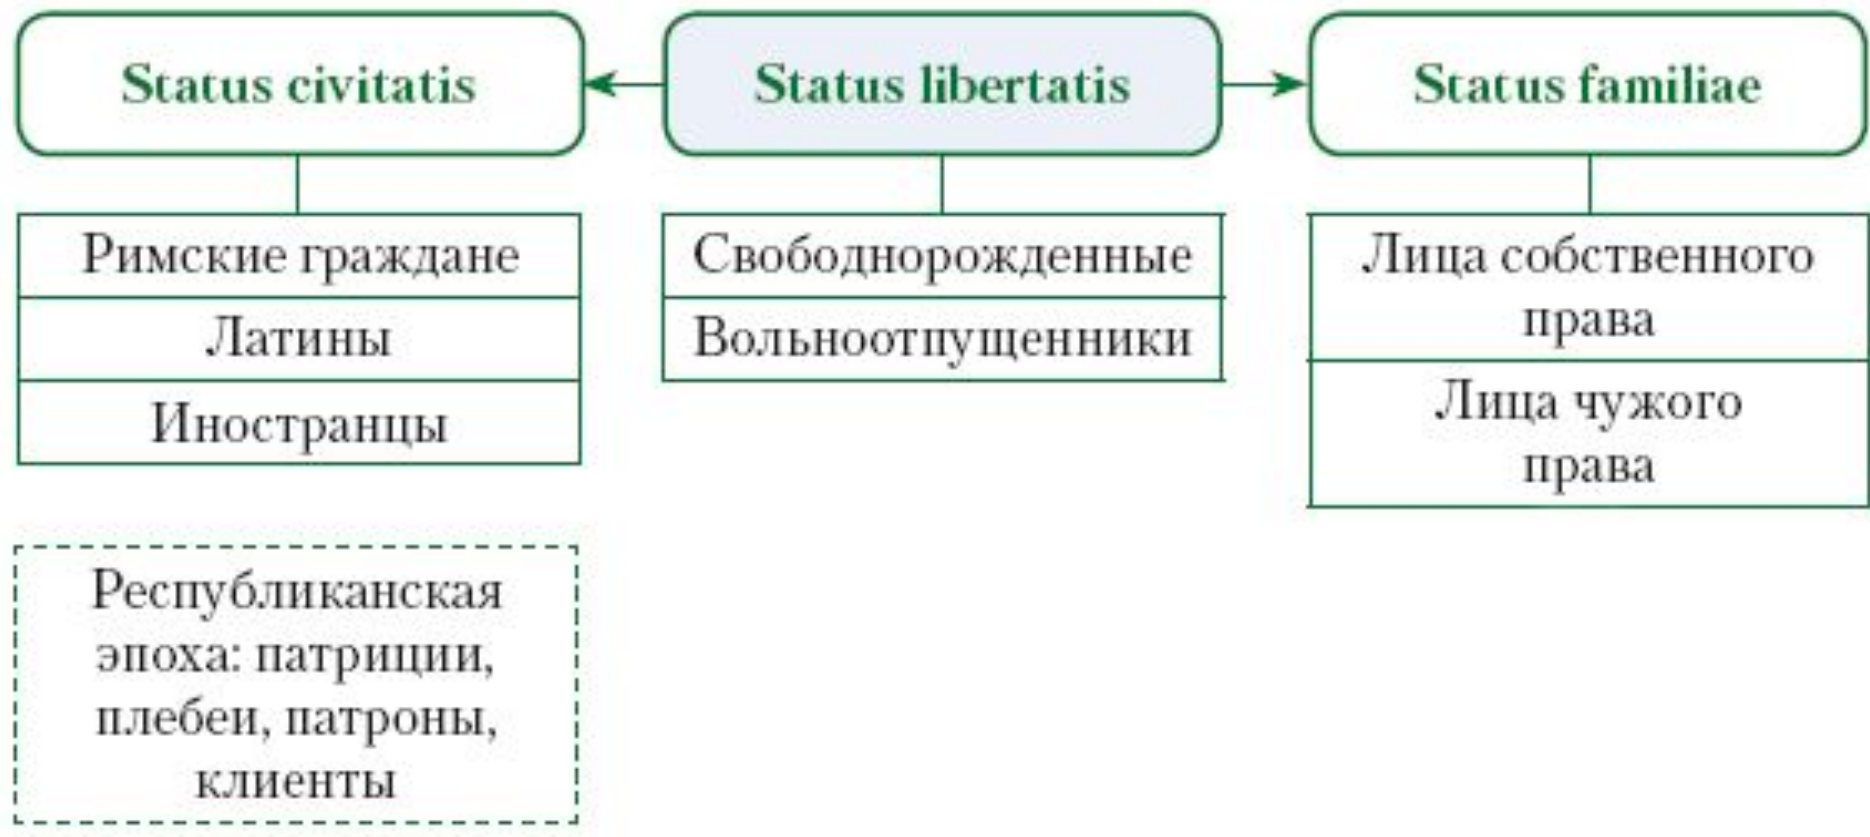 Status civitatis
Status libertatis
Status familiae
Римские граждане
Латины
Иностранцы
Свободнорожденные
Вольноотпущенники
Лица собственного
права
Лица чужого
права
Республиканская
эпоха: патриции,
плебеи, патроны,
клиенты